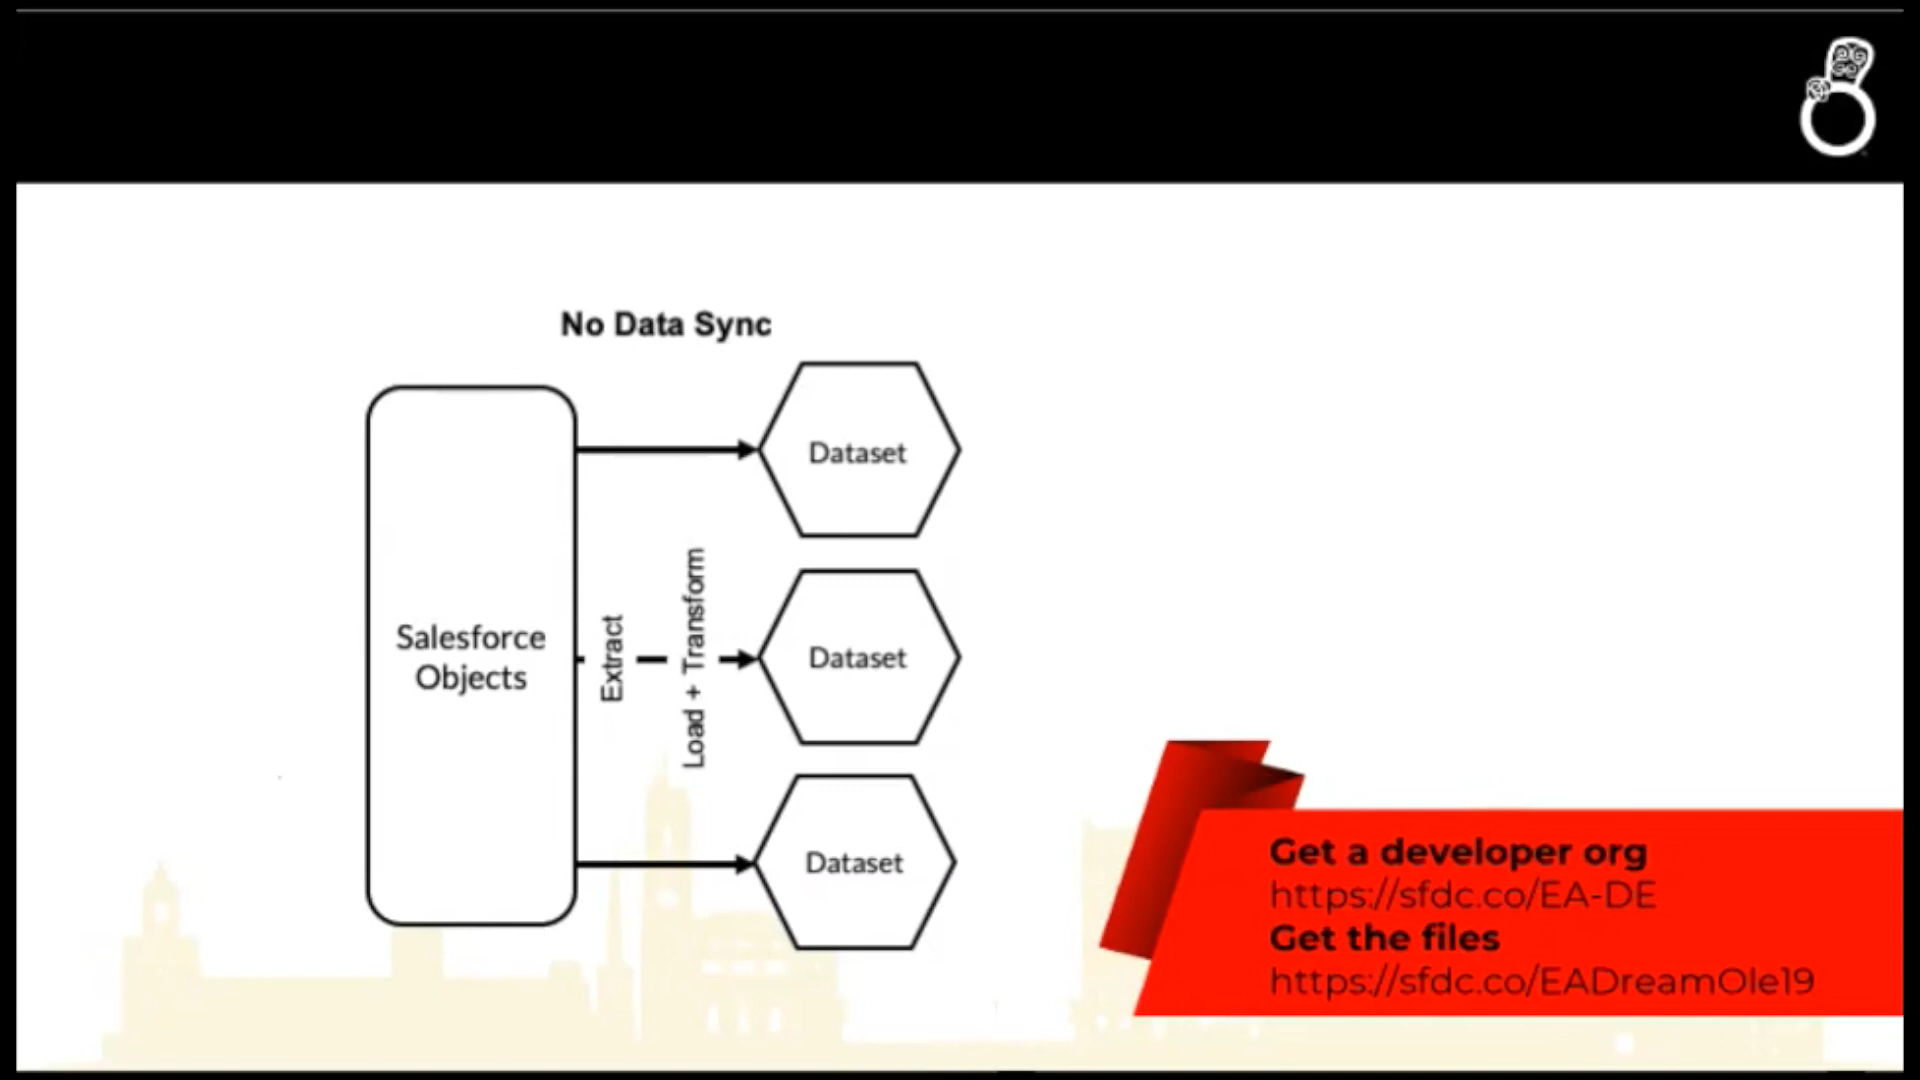 No Data Sync
Dataset
Salesforce
Objects
Extract
Load + Transform
Dataset
Dataset
Get a developer org
https://sfdc.co/EA-DE
Get the files
https://sfdc.co/EADreamOle19